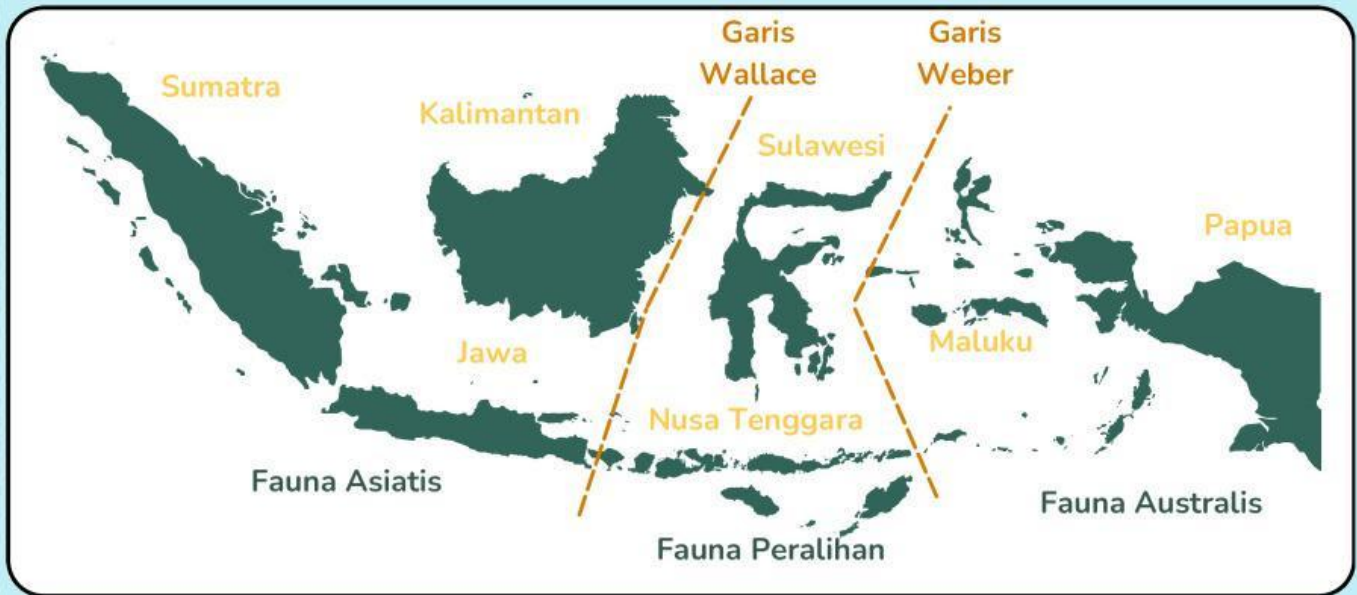 Garis
Wallace
Garis
Weber
Sumatra
Kalimantan
Sulawesi
Papua
Jawa
Maluku
Nusa Tenggara
Fauna Asiatis
Fauna Australis
Fauna Peralihan